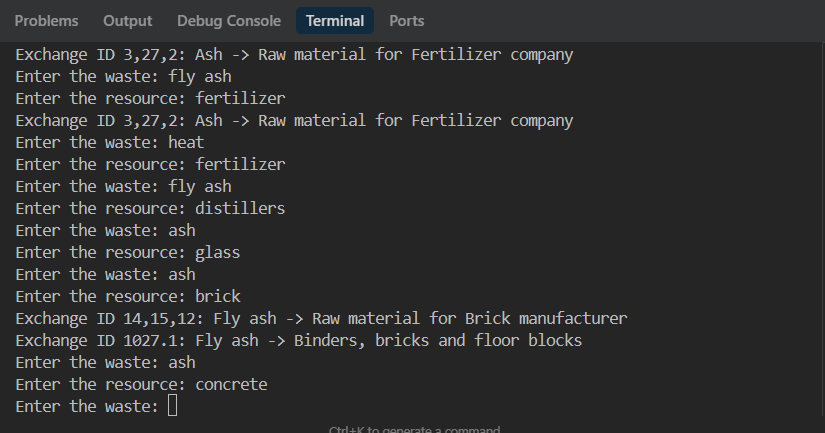 Problems Output Debug Console Terminal Ports
Exchange ID 3,27,2: Ash -> Raw material for Fertilizer company
Enter the waste: fly ash
Enter the resource: fertilizer
Exchange ID 3,27,2: Ash -> Raw material for Fertilizer company
Enter the waste: heat
Enter the resource: fertilizer
Enter the waste: fly ash
Enter the resource: distillers
Enter the waste: ash
Enter the resource: glass
Enter the waste: ash
Enter the resource: brick
Exchange ID 14,15,12: Fly ash -> Raw material for Brick manufacturer
Exchange ID 1027.1: Fly ash -> Binders, bricks and floor blocks
Enter the waste: ash
Enter the resource: concrete
Enter the waste:
Ctrl+K to generate a command